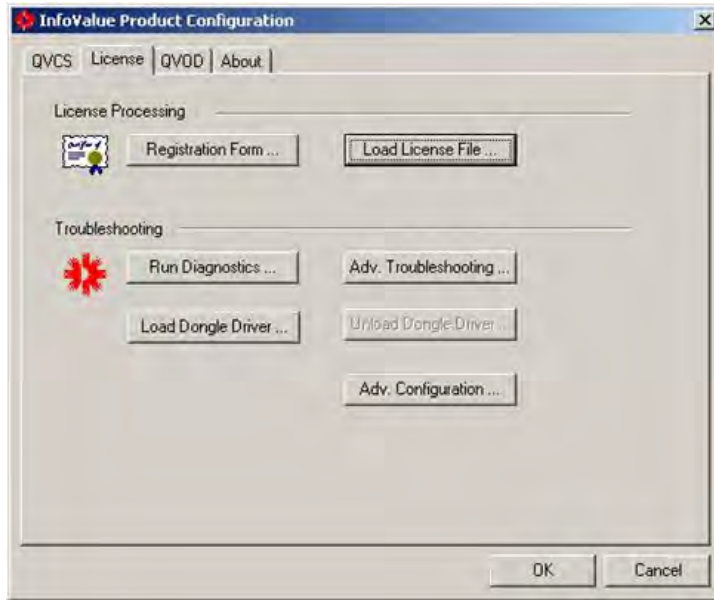 InfoValue Product Configuration
QVCS License QVOD About
License Processing
Registration Form ... Load License File ...
Troubleshooting
Run Diagnostics ... Adv. Troubleshooting ...
Load Dongle Driver ... Unload Dongle Driver ...
Adv. Configuration ...
OK Cancel